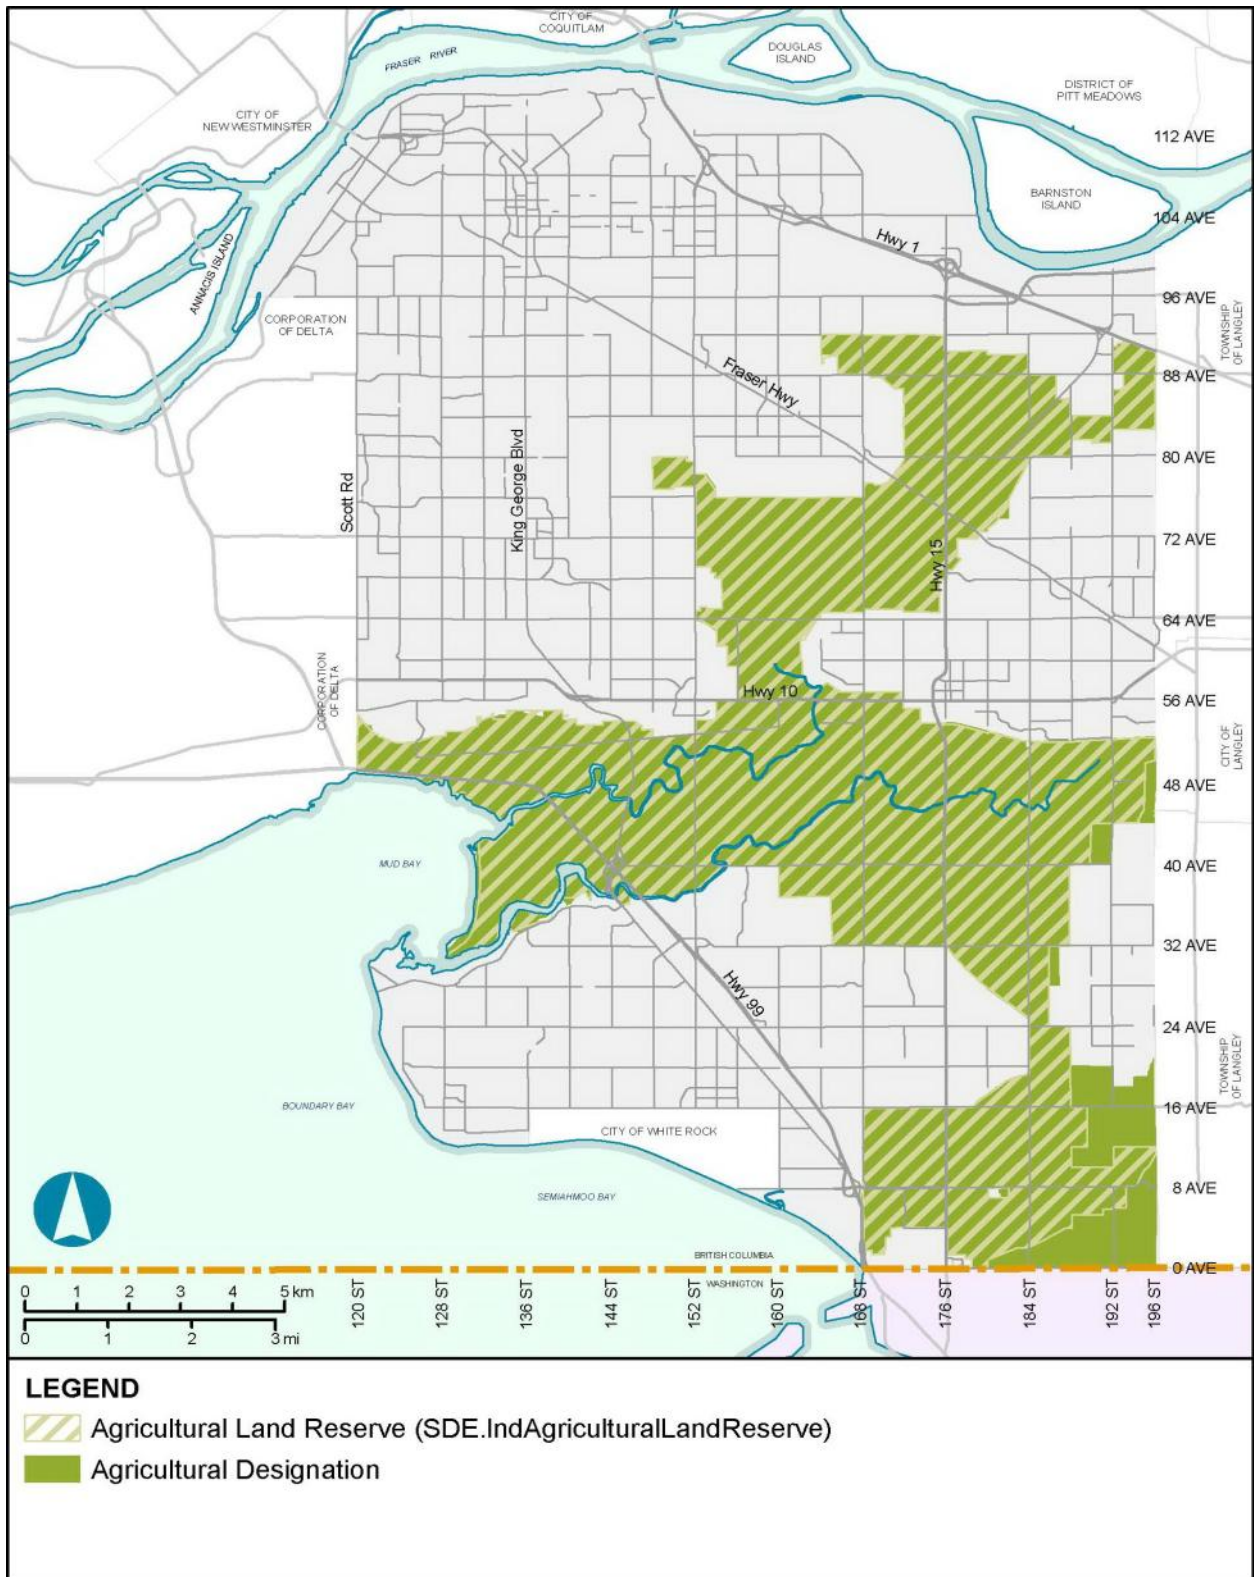 CITY OF
COQUITLAM
FRASER RIVER
DOUGLAS
ISLAND
DISTRICT OF
PITT MEADOWS
CITY OF
NEW WESTMINSTER
112 AVE
BARNSTON
ISLAND
104 AVE
Hwy 1
ANNACIS ISLAND
96 AVE
CORPORATION
OF DELTA
TOWNSHIP
OF LANGLEY
Fraser Hwy
88 AVE
80 AVE
Scott Rd
King George Blvd
72 AVE
Hwy 15
64 AVE
CORPORATION
OF DELTA
Hwy 10
56 AVE
CITY OF
LANGLEY
48 AVE
MUD BAY
40 AVE
32 AVE
Hwy 99
24 AVE
TOWNSHIP
OF LANGLEY
BOUNDARY BAY
16 AVE
CITY OF WHITE ROCK
SEMIAHMOO BAY
8 AVE
BRITISH COLUMBIA
0 AVE
WASHINGTON
0 1 2 3 4 5 km
0 1 2 3 mi
120 ST
128 ST
136 ST
144 ST
152 ST
160 ST
168 ST
176 ST
184 ST
192 ST
196 ST
LEGEND
Agricultural Land Reserve (SDE.lndAgriculturalLandReserve)
Agricultural Designation